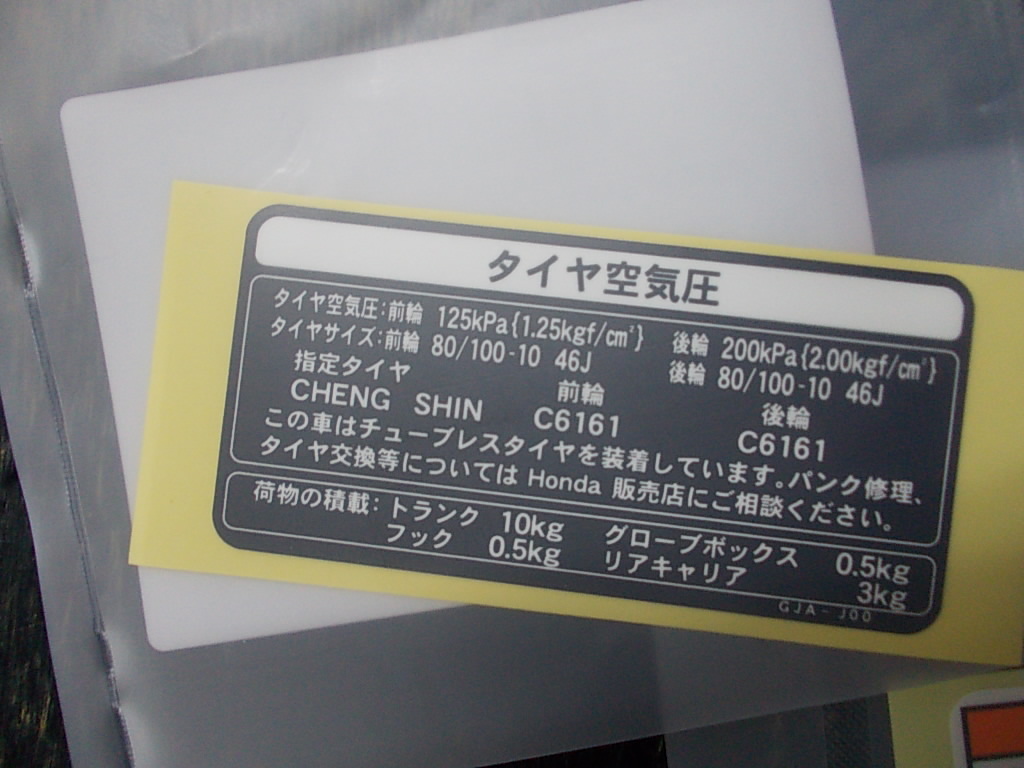 タイヤ空気圧
タイヤ空気圧:前輪 125kPa{1.25kgf/cm²} 後輪 200kPa{2.00kgf/cm²}
タイヤサイズ:前輪 80/100-10 46J 後輪 80/100-10 46J
指定タイヤ 前輪 後輪
CHENG SHIN C6161 C6161
この車はチューブレスタイヤを装着しています。パンク修理、
タイヤ交換等については Honda 販売店にご相談ください。
荷物の積載:トランク 10kg グローブボックス 0.5kg
フック 0.5kg リアキャリア 3kg
GJA-J00